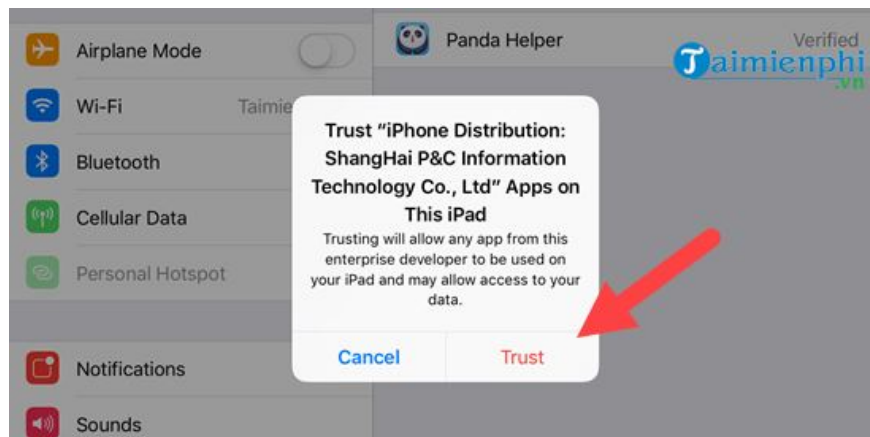 Airplane Mode
Wi-Fi
Taimie
Bluetooth
Cellular Data
Personal Hotspot
Notifications
Sounds
Panda Helper
Verified
Taimienphi
.vn
Trust “iPhone Distribution:
ShangHai P&C Information
Technology Co., Ltd” Apps on
This iPad
Trusting will allow any app from this
enterprise developer to be used on
your iPad and may allow access to your
data.
Cancel
Trust